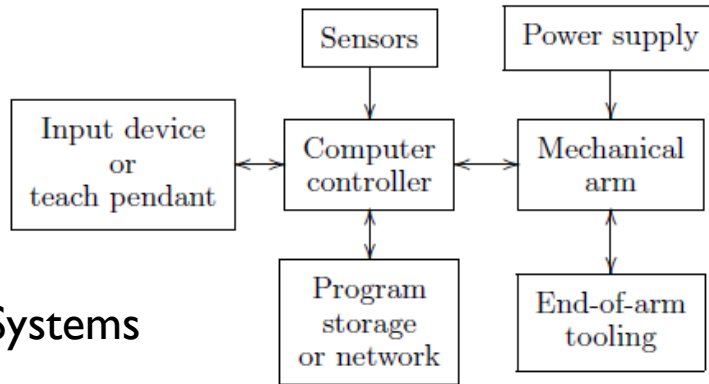 Sensors
Power supply
Input device
or
teach pendant
Computer
controller
Mechanical
arm
Program
storage
or network
End-of-arm
tooling
Systems